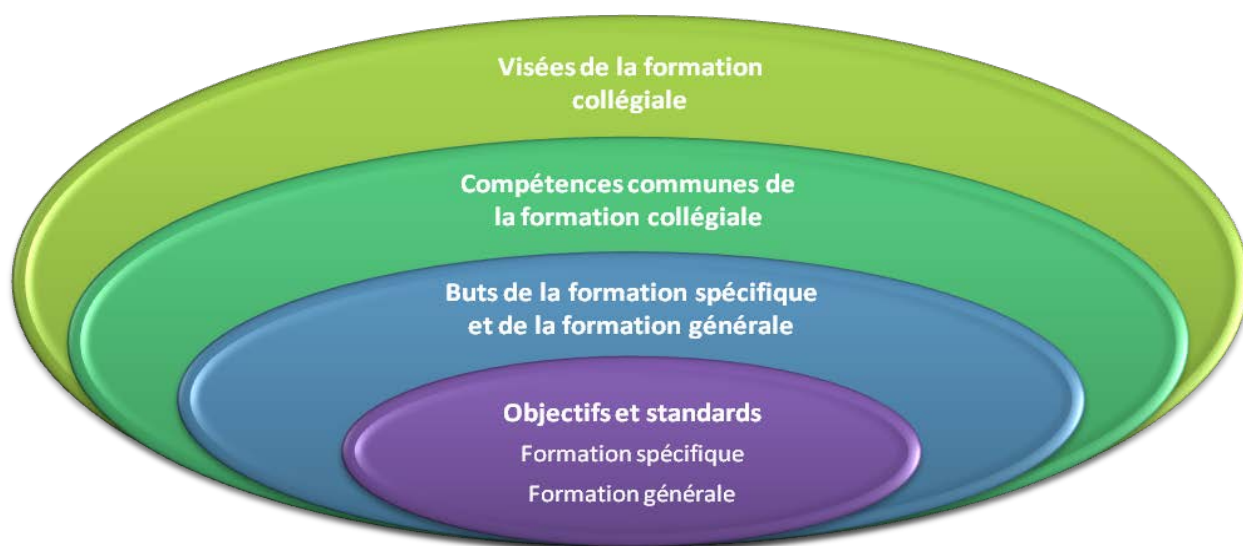 Visées de la formation
collégiale
Compétences communes de
la formation collégiale
Buts de la formation spécifique
et de la formation générale
Objectifs et standards
Formation spécifique
Formation générale